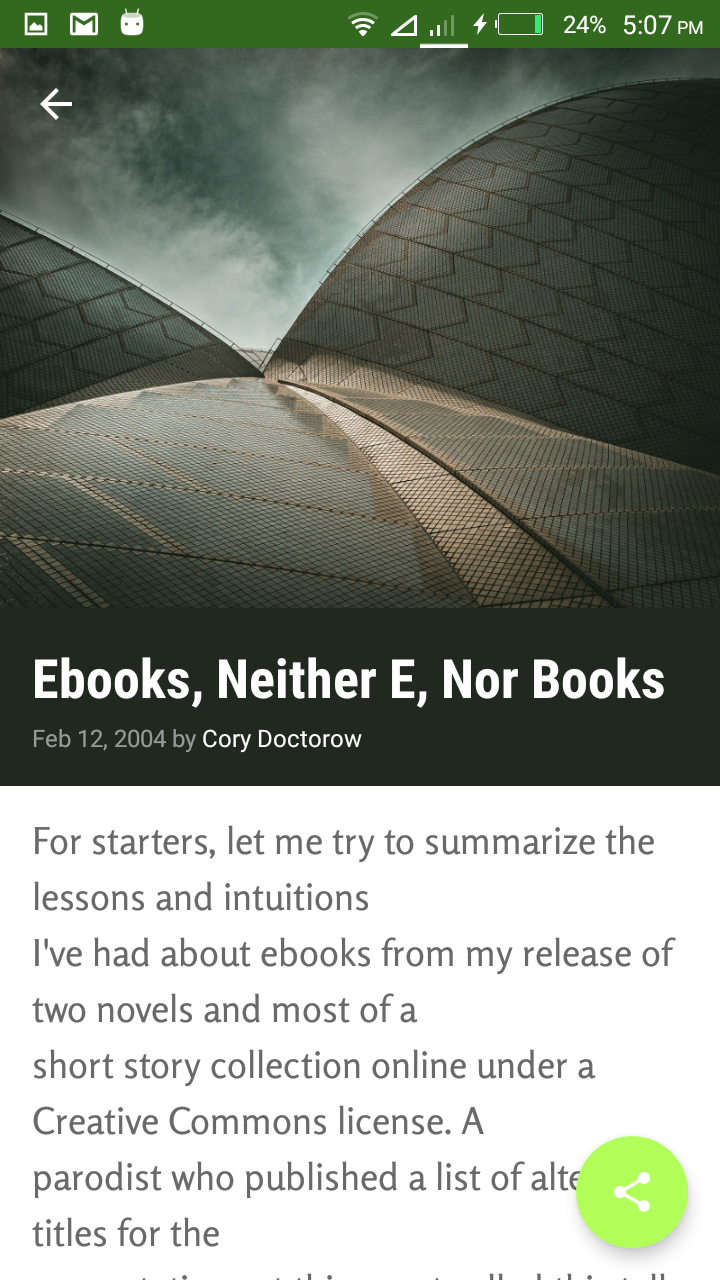 24% 5:07 PM
Ebooks, Neither E, Nor Books
Feb 12, 2004 by Cory Doctorow
For starters, let me try to summarize the
lessons and intuitions
I've had about ebooks from my release of
two novels and most of a
short story collection online under a
Creative Commons license. A
parodist who published a list of alte
titles for the